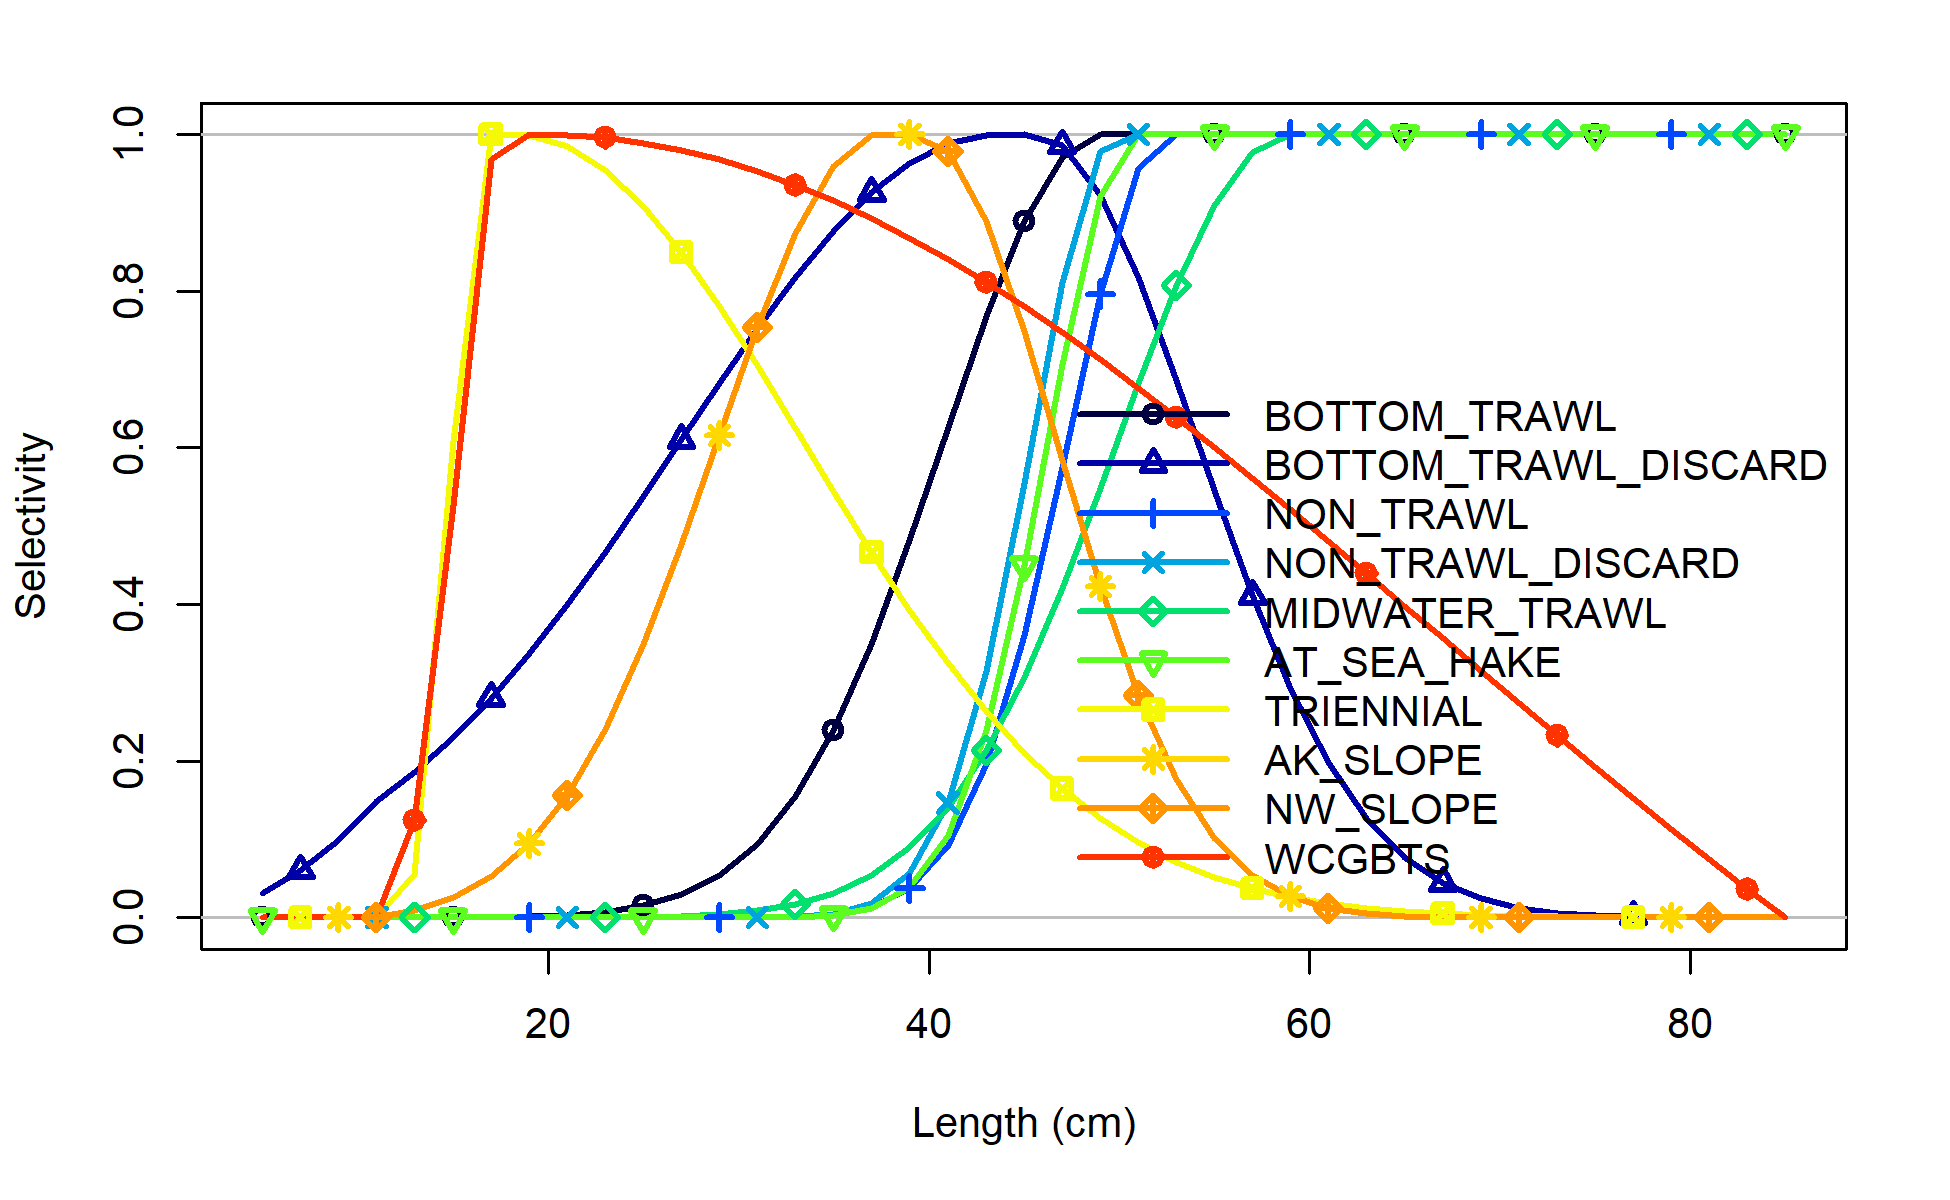 Selectivity
1.0
0.8
0.6
0.4
0.2
0.0
BOTTOM_TRAWL
BOTTOM_TRAWL_DISCARD
NON_TRAWL
NON_TRAWL_DISCARD
MIDWATER_TRAWL
AT_SEA_HAKE
TRIENNIAL
AK_SLOPE
NW_SLOPE
WCGBTS
20 40 60 80
Length (cm)